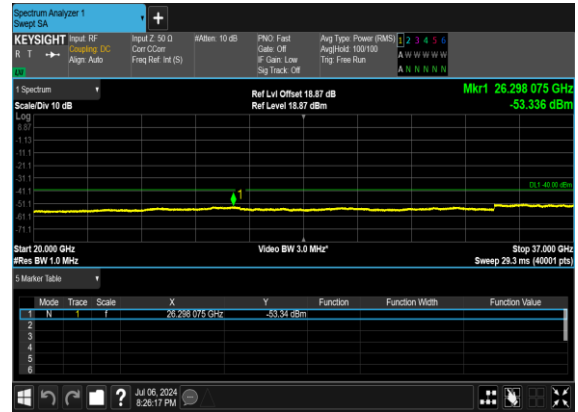 Spectrum Analyzer 1
Swept SA
KEYSIGHT Input: RF Input Z: 50 Ω #Atten: 10 dB PNO: Fast Avg Type: Power (RMS) 1 2 3 4 5 6
R T Coupling: DC Corr CCorr Gate: Off Avg|Hold: 100/100 A W W W W W
Align: Auto Freq Ref: Int (S) IF Gain: Low Trig: Free Run
Sig Track: Off A N N N N N
LXI
1 Spectrum Ref Lvl Offset 18.87 dB Mkr1 26.298 075 GHz
Scale/Div 10 dB Ref Level 18.87 dBm -53.336 dBm
Log
8.87
-1.13
-11.1
-21.1
-31.1
-41.1 1 DL1 -40.00 dBm
-51.1
-61.1
-71.1
Start 20.000 GHz Video BW 3.0 MHz* Stop 37.000 GHz
#Res BW 1.0 MHz Sweep 29.3 ms (40001 pts)
5 Marker Table
Mode Trace Scale X Y Function Function Width Function Value
1 N 1 f 26.298 075 GHz -53.34 dBm
2
3
4
5
6
Jul 06, 2024
8:26:17 PM